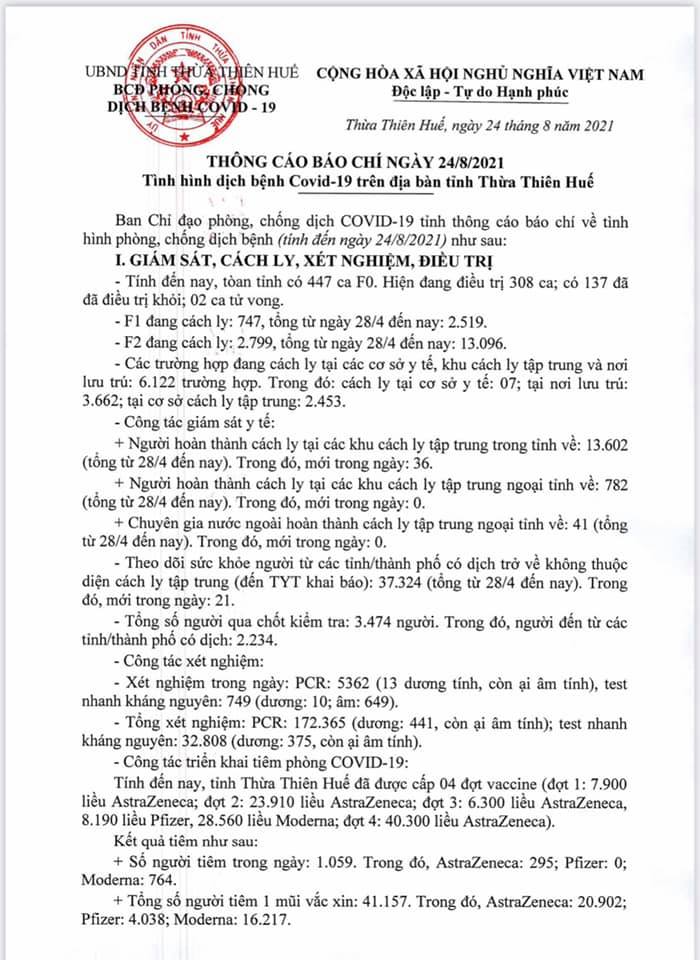 UBND TỈNH THỪA THIÊN HUẾ
BCĐ PHÒNG, CHỐNG
DỊCH BỆNH COVID - 19
CỘNG HÒA XÃ HỘI NGHỦ NGHĨA VIỆT NAM
Độc lập - Tự do Hạnh phúc
Thừa Thiên Huế, ngày 24 tháng 8 năm 2021
THÔNG CÁO BÁO CHÍ NGÀY 24/8/2021
Tình hình dịch bệnh Covid-19 trên địa bàn tỉnh Thừa Thiên Huế
Ban Chỉ đạo phòng, chống dịch COVID-19 tỉnh thông cáo báo chí về tình
hình phòng, chống dịch bệnh (tính đến ngày 24/8/2021) như sau:
I. GIÁM SÁT, CÁCH LY, XÉT NGHIỆM, ĐIỀU TRỊ
- Tính đến nay, tòan tỉnh có 447 ca F0. Hiện đang điều trị 308 ca; có 137 đã
đã điều trị khỏi; 02 ca tử vong.
- F1 đang cách ly: 747, tổng từ ngày 28/4 đến nay: 2.519.
- F2 đang cách ly: 2.799, tổng từ ngày 28/4 đến nay: 13.096.
- Các trường hợp đang cách ly tại các cơ sở y tế, khu cách ly tập trung và nơi
lưu trú: 6.122 trường hợp. Trong đó: cách ly tại cơ sở y tế: 07; tại nơi lưu trú:
3.662; tại cơ sở cách ly tập trung: 2.453.
- Công tác giám sát y tế:
+ Người hoàn thành cách ly tại các khu cách ly tập trung trong tỉnh về: 13.602
(tổng từ 28/4 đến nay). Trong đó, mới trong ngày: 36.
+ Người hoàn thành cách ly tại các khu cách ly tập trung ngoại tỉnh về: 782
(tổng từ 28/4 đến nay). Trong đó, mới trong ngày: 0.
+ Chuyên gia nước ngoài hoàn thành cách ly tập trung ngoại tỉnh về: 41 (tổng
từ 28/4 đến nay). Trong đó, mới trong ngày: 0.
- Theo dõi sức khỏe người từ các tỉnh/thành phố có dịch trở về không thuộc
diện cách ly tập trung (đến TYT khai báo): 37.324 (tổng từ 28/4 đến nay). Trong
đó, mới trong ngày: 21.
- Tổng số người qua chốt kiểm tra: 3.474 người. Trong đó, người đến từ các
tỉnh/thành phố có dịch: 2.234.
- Công tác xét nghiệm:
- Xét nghiệm trong ngày: PCR: 5362 (13 dương tính, còn ại âm tính), test
nhanh kháng nguyên: 749 (dương: 10; âm: 649).
- Tổng xét nghiệm: PCR: 172.365 (dương: 441, còn ại âm tính); test nhanh
kháng nguyên: 32.808 (dương: 375, còn ại âm tính).
- Công tác triển khai tiêm phòng COVID-19:
Tính đến nay, tỉnh Thừa Thiên Huế đã được cấp 04 đợt vaccine (đợt 1: 7.900
liều AstraZeneca; đợt 2: 23.910 liều AstraZeneca; đợt 3: 6.300 liều AstraZeneca,
8.190 liều Pfizer, 28.560 liều Moderna; đợt 4: 40.300 liều AstraZeneca).
Kết quả tiêm như sau:
+ Số người tiêm trong ngày: 1.059. Trong đó, AstraZeneca: 295; Pfizer: 0;
Moderna: 764.
+ Tổng số người tiêm 1 mũi vắc xin: 41.157. Trong đó, AstraZeneca: 20.902;
Pfizer: 4.038; Moderna: 16.217.